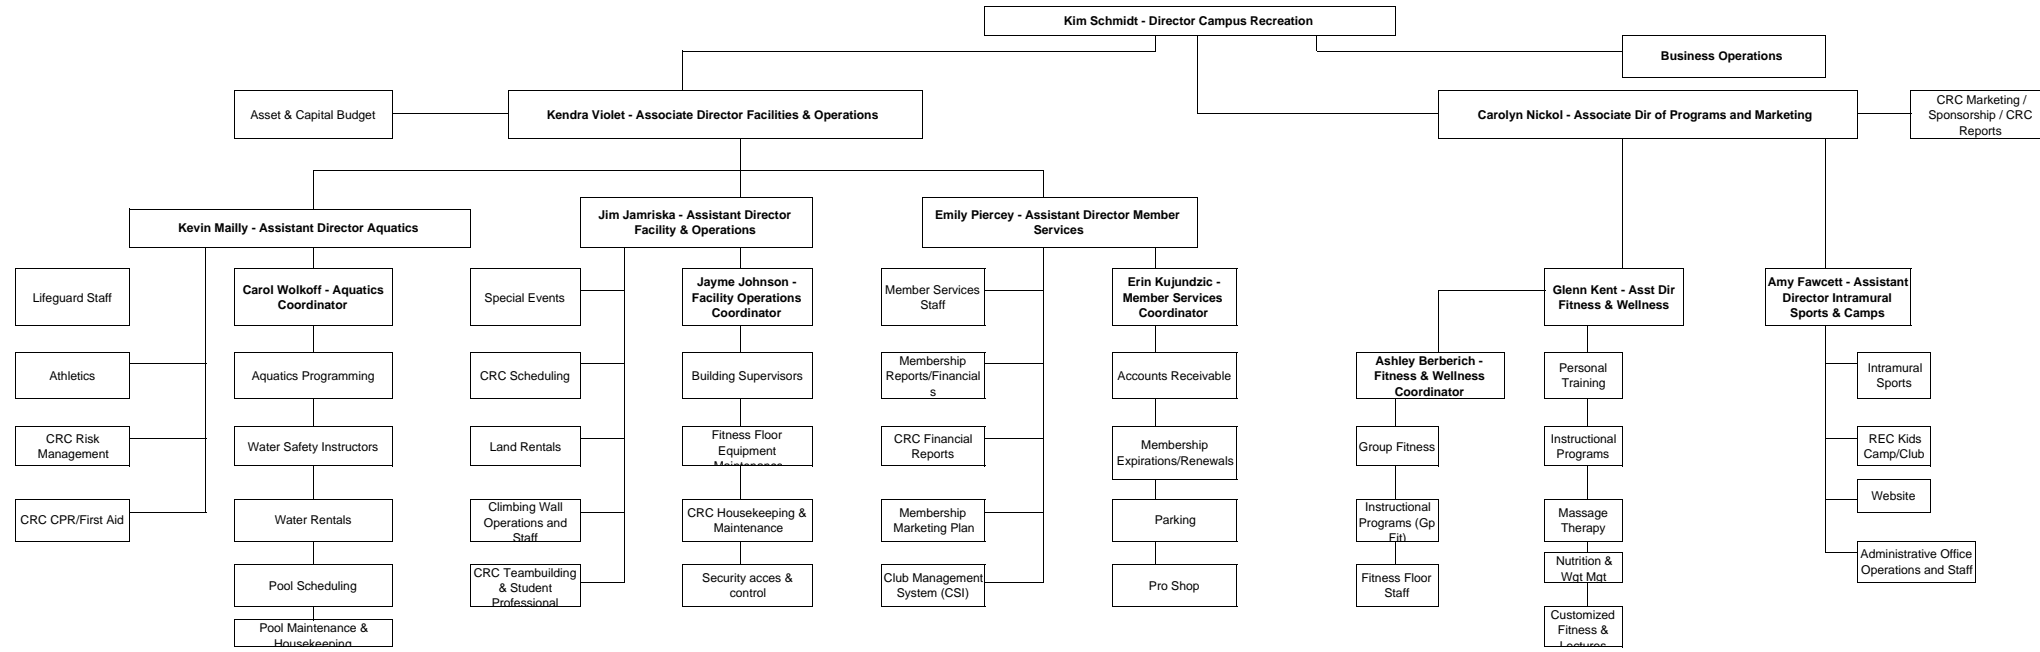 Kim Schmidt - Director Campus Recreation
Business Operations
Asset & Capital Budget
Kendra Violet - Associate Director Facilities & Operations
Carolyn Nickol - Associate Dir of Programs and Marketing
CRC Marketing /
Sponsorship / CRC
Reports
Kevin Mailly - Assistant Director Aquatics
Jim Jamriska - Assistant Director
Facility & Operations
Emily Piercey - Assistant Director Member
Services
Lifeguard Staff
Carol Wolkoff - Aquatics
Coordinator
Special Events
Jayme Johnson -
Facility Operations
Coordinator
Member Services
Staff
Erin Kujundzic -
Member Services
Coordinator
Glenn Kent - Asst Dir
Fitness & Wellness
Amy Fawcett - Assistant
Director Intramural
Sports & Camps
Athletics
Aquatics Programming
CRC Scheduling
Building Supervisors
Membership
Reports/Financial
s
Accounts Receivable
Ashley Berberich -
Fitness & Wellness
Coordinator
Personal
Training
Intramural
Sports
CRC Risk
Management
Water Safety Instructors
Land Rentals
Fitness Floor
Equipment
Maintenance
CRC Financial
Reports
Membership
Expirations/Renewals
Group Fitness
Instructional
Programs
REC Kids
Camp/Club
CRC CPR/First Aid
Water Rentals
Climbing Wall
Operations and
Staff
CRC Housekeeping &
Maintenance
Membership
Marketing Plan
Parking
Instructional
Programs (Gp
Fit)
Massage
Therapy
Website
Pool Scheduling
CRC Teambuilding
& Student
Professional
Security acces &
control
Club Management
System (CSI)
Pro Shop
Fitness Floor
Staff
Nutrition &
Wgt Mgt
Administrative Office
Operations and Staff
Pool Maintenance &
Housekeeping
Customized
Fitness &
Lectures